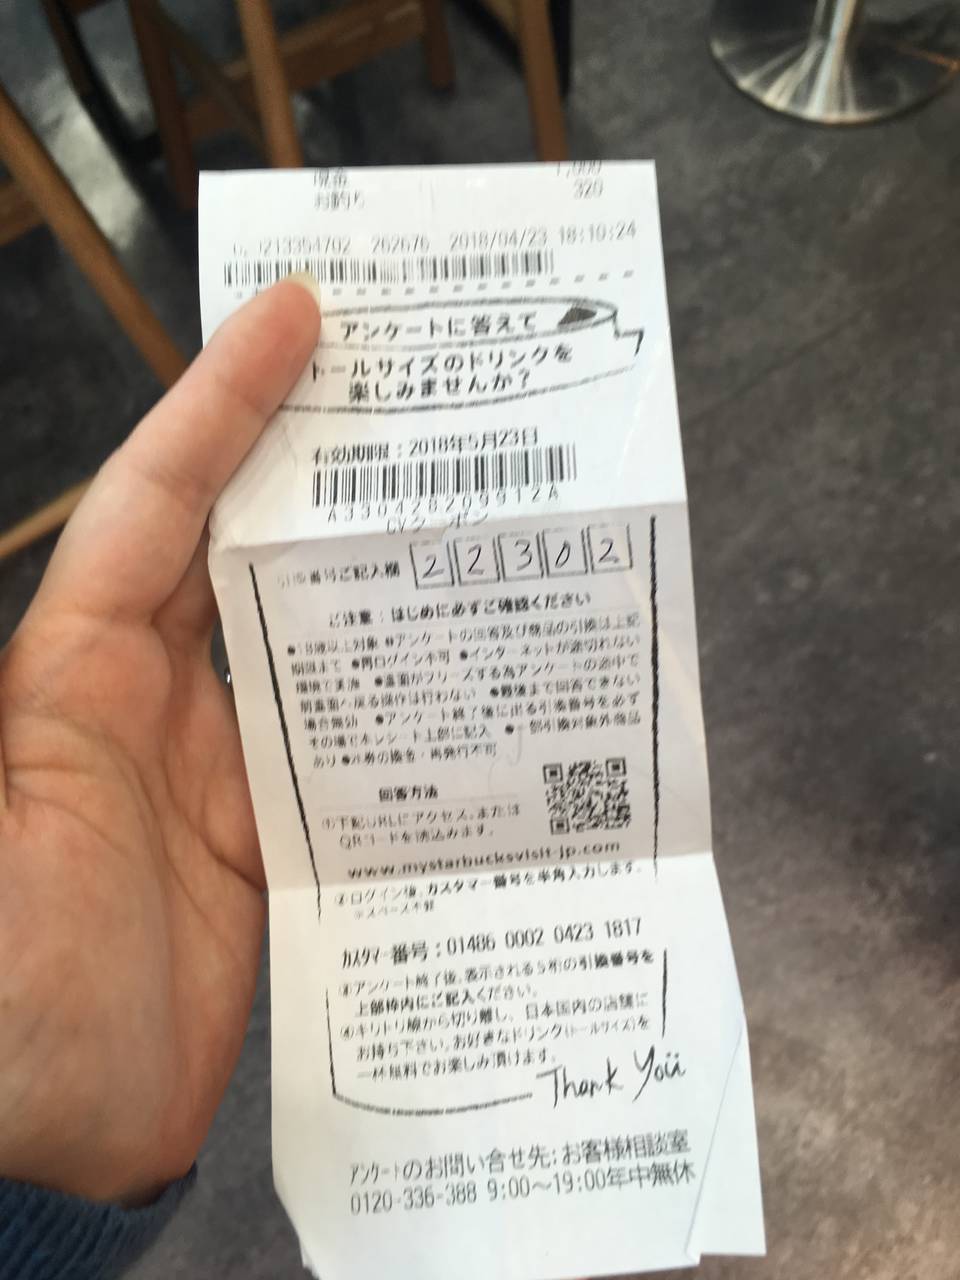 現金 1,000
お釣り 320
0213354702 262676 2018/04/23 18:10:24
アンケートに答えて
トールサイズのドリンクを
楽しみませんか?
有効期限:2018年5月23日
A330426209912A
CVクーポン
番号ご記入欄 2 2 3 0 2
ご注意:はじめに必ずご確認ください
●18歳以上対象 ●アンケートの回答及び商品の引換は上記
期限まで ●再ログイン不可 ●インターネットが途切れない
環境で実施 ●画面がフリーズする為アンケートの途中で
前画面へ戻る操作は行わない ●最後まで回答できない
場合無効 ●アンケート終了後に出る引換番号を必ず
その場で本レシート上部に記入 ●一部引換対象外商品
あり ●本券の換金・再発行不可
回答方法
①下記URLにアクセス、または
QRコードを読込みます。
www.mystarbucksvisit-jp.com
②ログイン後、カスタマー番号を半角入力します。
※スペース不要
カスタマー番号:01486 0002 0423 1817
③アンケート終了後、表示される5桁の引換番号を
上部枠内にご記入ください。
④キリトリ線から切り離し、日本国内の店舗に
お持ち下さい。お好きなドリンク(トールサイズ)を
一杯無料でお楽しみ頂けます。
Thank You
アンケートのお問い合せ先:お客様相談室
0120-336-388 9:00~19:00年中無休